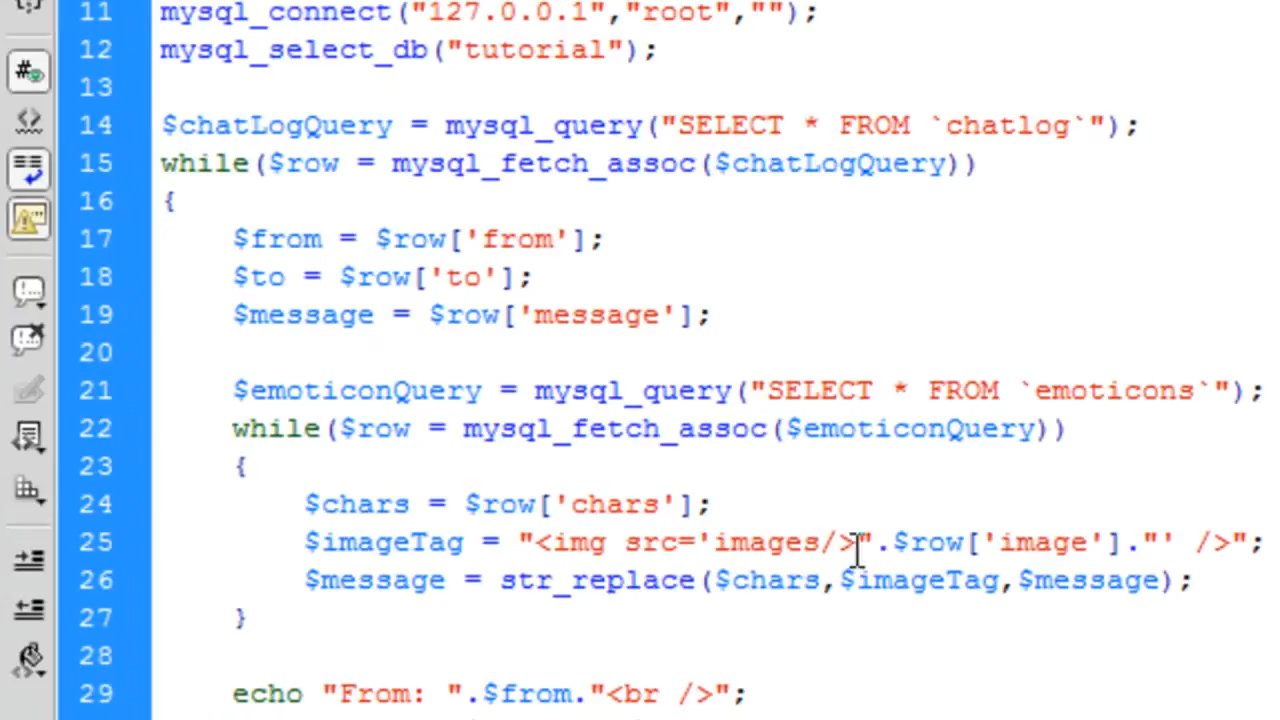 11 mysql_connect("127.0.0.1","root","");
12 mysql_select_db("tutorial");
13
14 $chatLogQuery = mysql_query("SELECT * FROM `chatlog`");
15 while($row = mysql_fetch_assoc($chatLogQuery))
16 {
17 $from = $row['from'];
18 $to = $row['to'];
19 $message = $row['message'];
20
21 $emoticonQuery = mysql_query("SELECT * FROM `emoticons`");
22 while($row = mysql_fetch_assoc($emoticonQuery))
23 {
24 $chars = $row['chars'];
25 $imageTag = "<img src='images/>".$row['image']."' />";
26 $message = str_replace($chars,$imageTag,$message);
27 }
28
29 echo "From: ".$from."<br />";